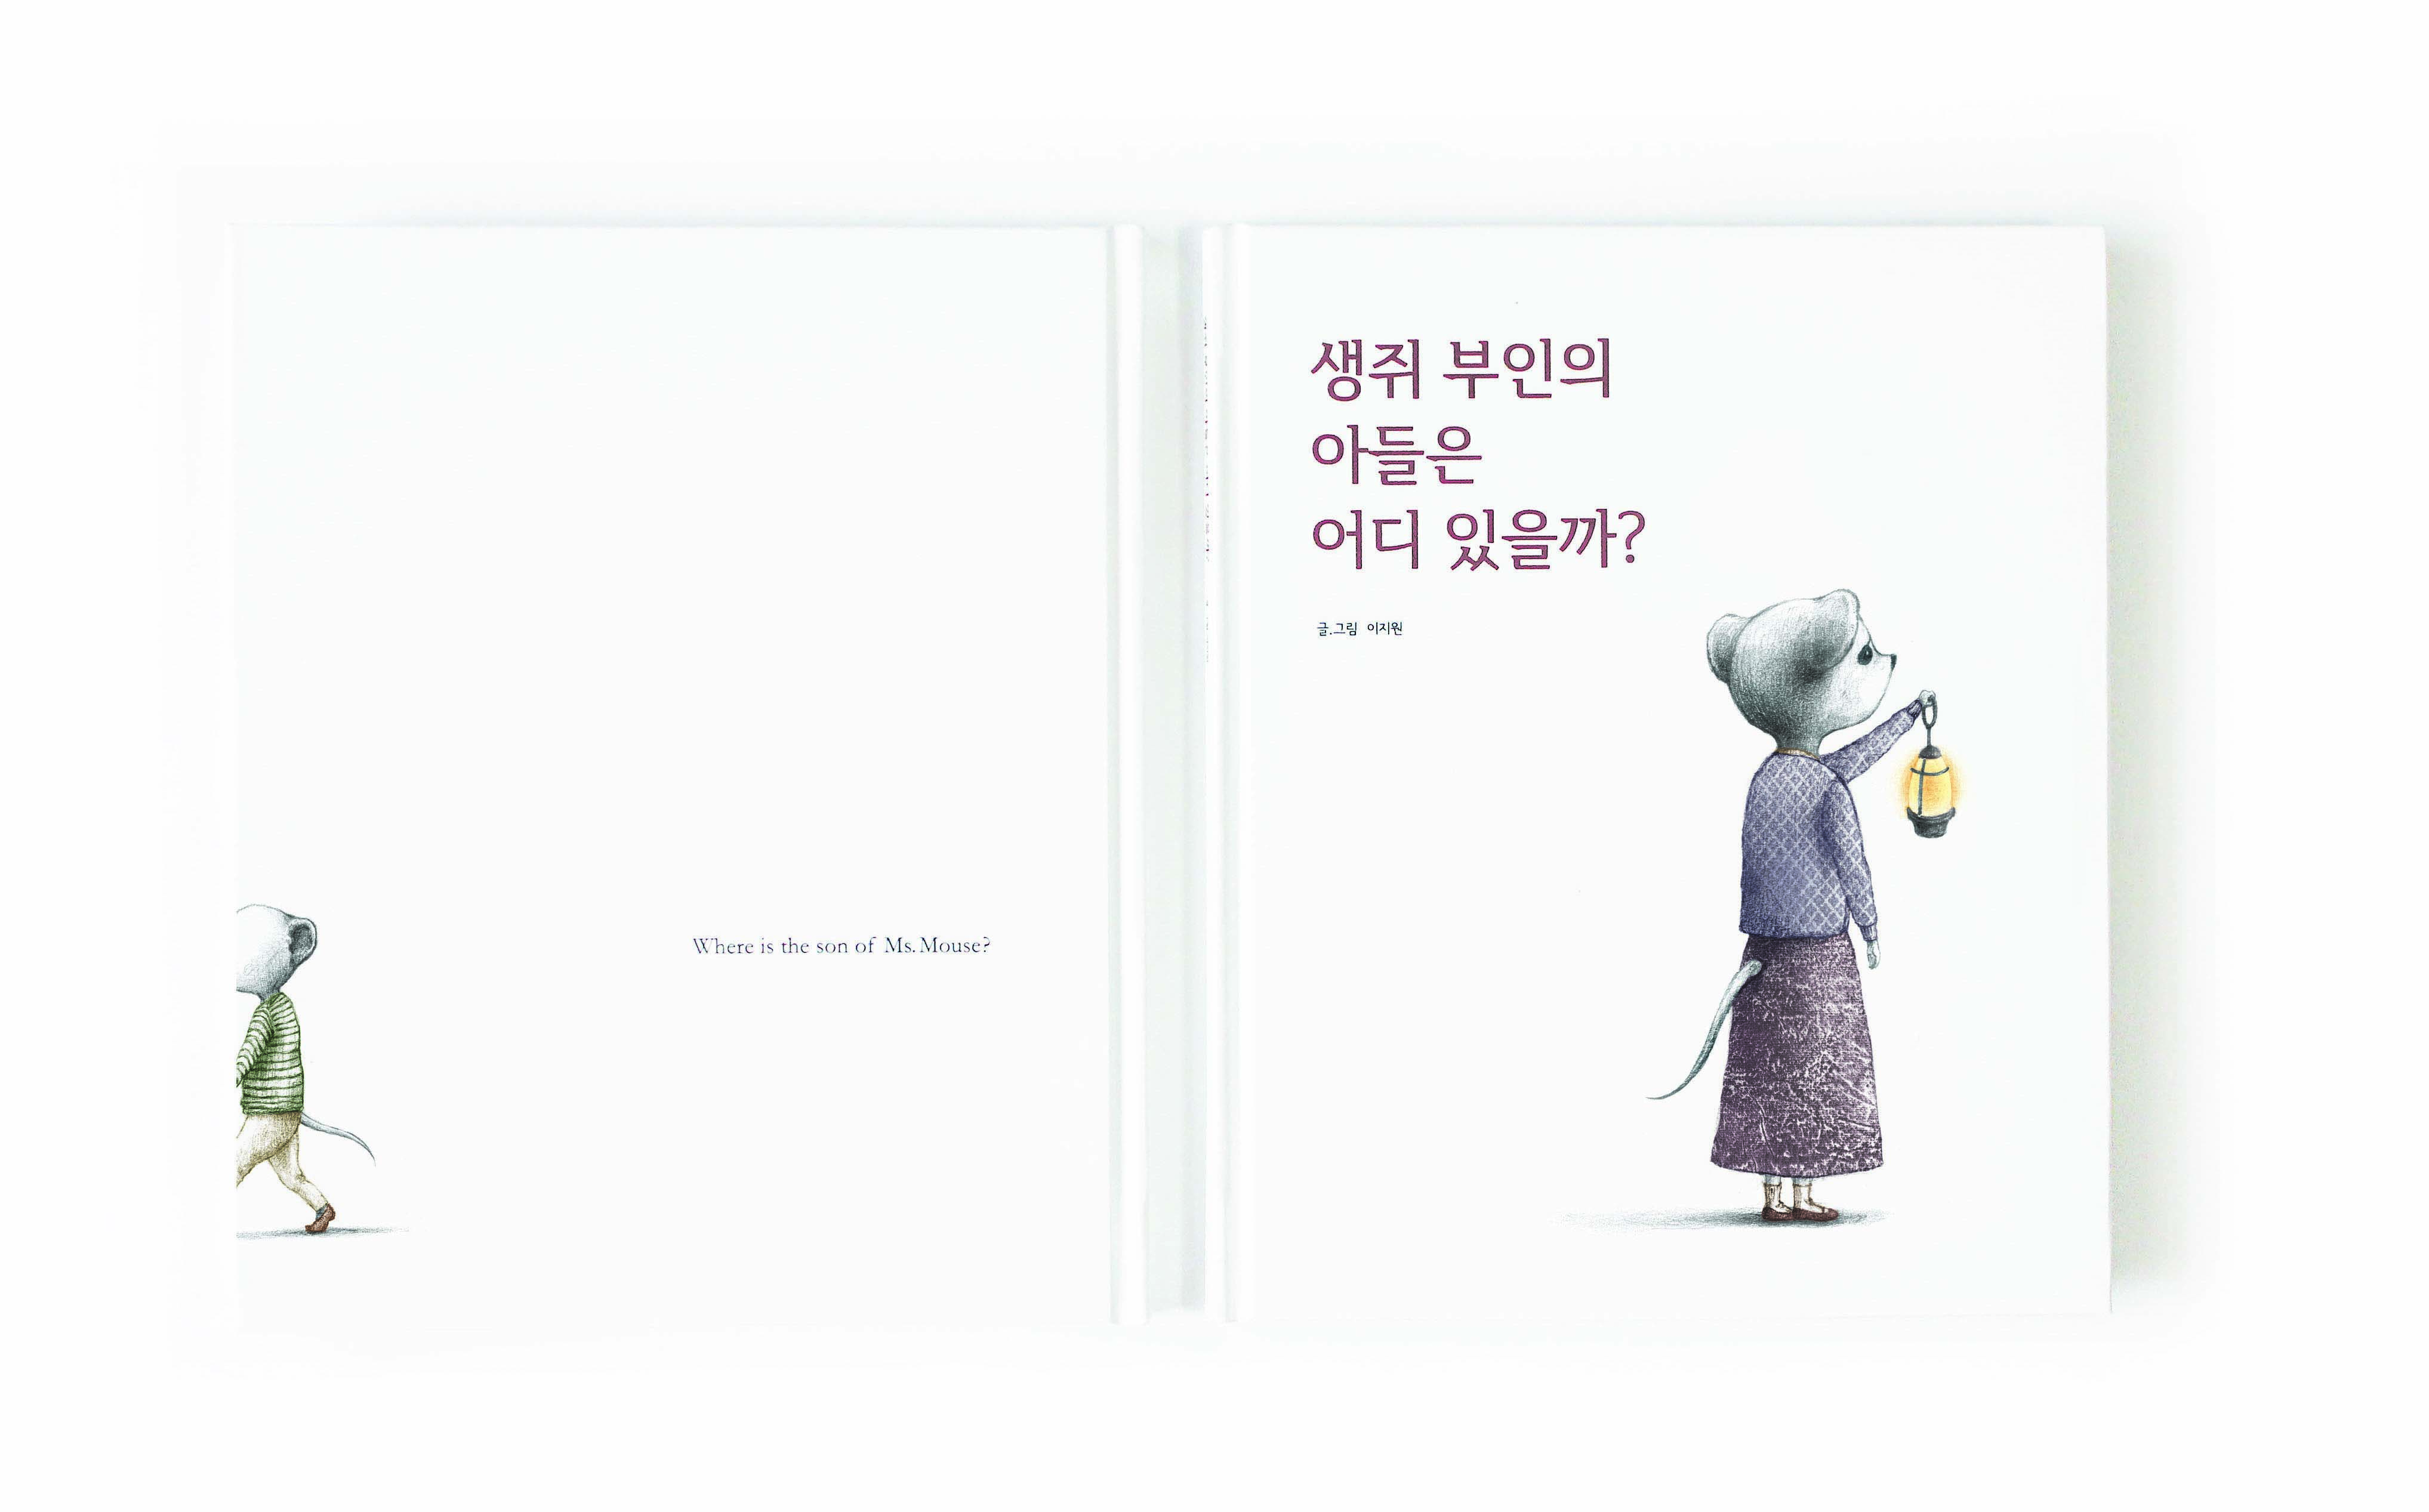 Where is the son of Ms. Mouse?
생쥐 부인의
아들은
어디 있을까?
글.그림 이지원